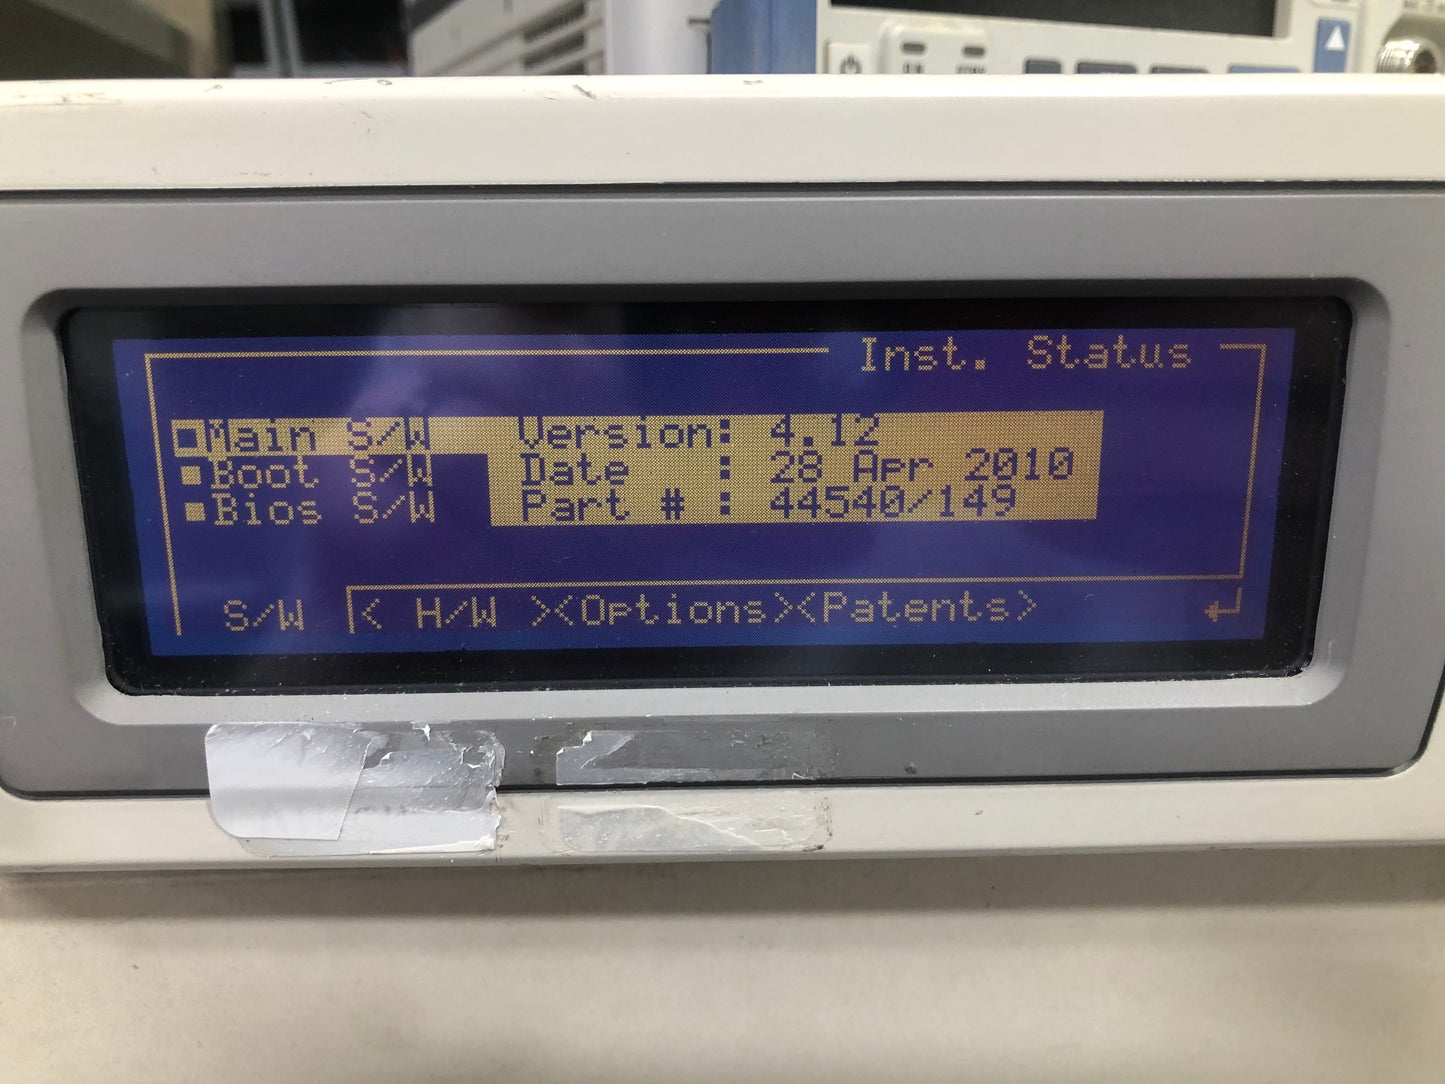 Inst. Status
Main S/W Version: 4.12
Boot S/W Date : 28 Apr 2010
Bios S/W Part # : 44540/149
S/W < H/W ><Options><Patents>